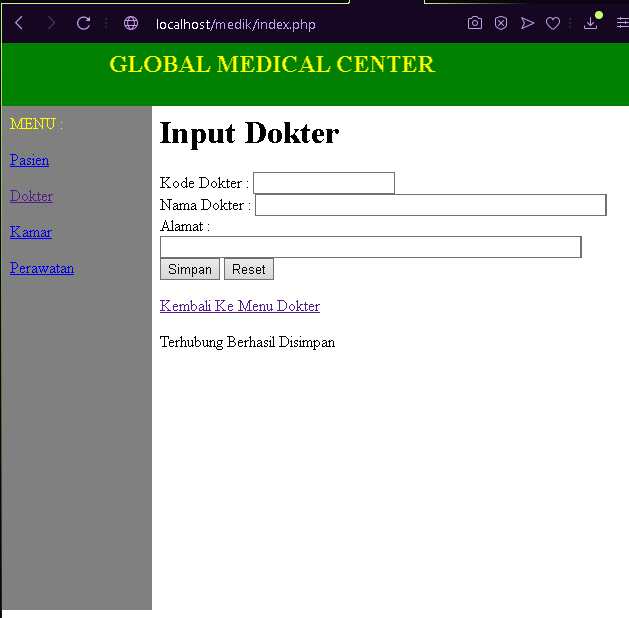 localhost/medik/index.php
GLOBAL MEDICAL CENTER
MENU :
Pasien
Dokter
Kamar
Perawatan
Input Dokter
Kode Dokter :
Nama Dokter :
Alamat :
Simpan Reset
Kembali Ke Menu Dokter
Terhubung Berhasil Disimpan